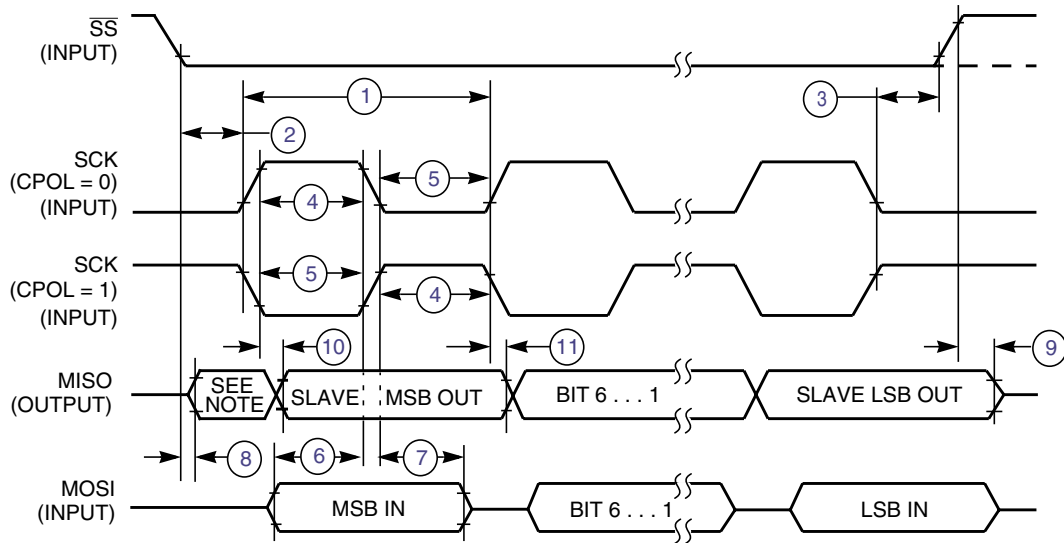 SS
(INPUT)
1
3
2
SCK
(CPOL = 0)
(INPUT)
5
4
SCK
(CPOL = 1)
(INPUT)
5
4
10
11
9
MISO
(OUTPUT)
SEE
NOTE
SLAVE
MSB OUT
BIT 6 . . . 1
SLAVE LSB OUT
8
6
7
MOSI
(INPUT)
MSB IN
BIT 6 . . . 1
LSB IN